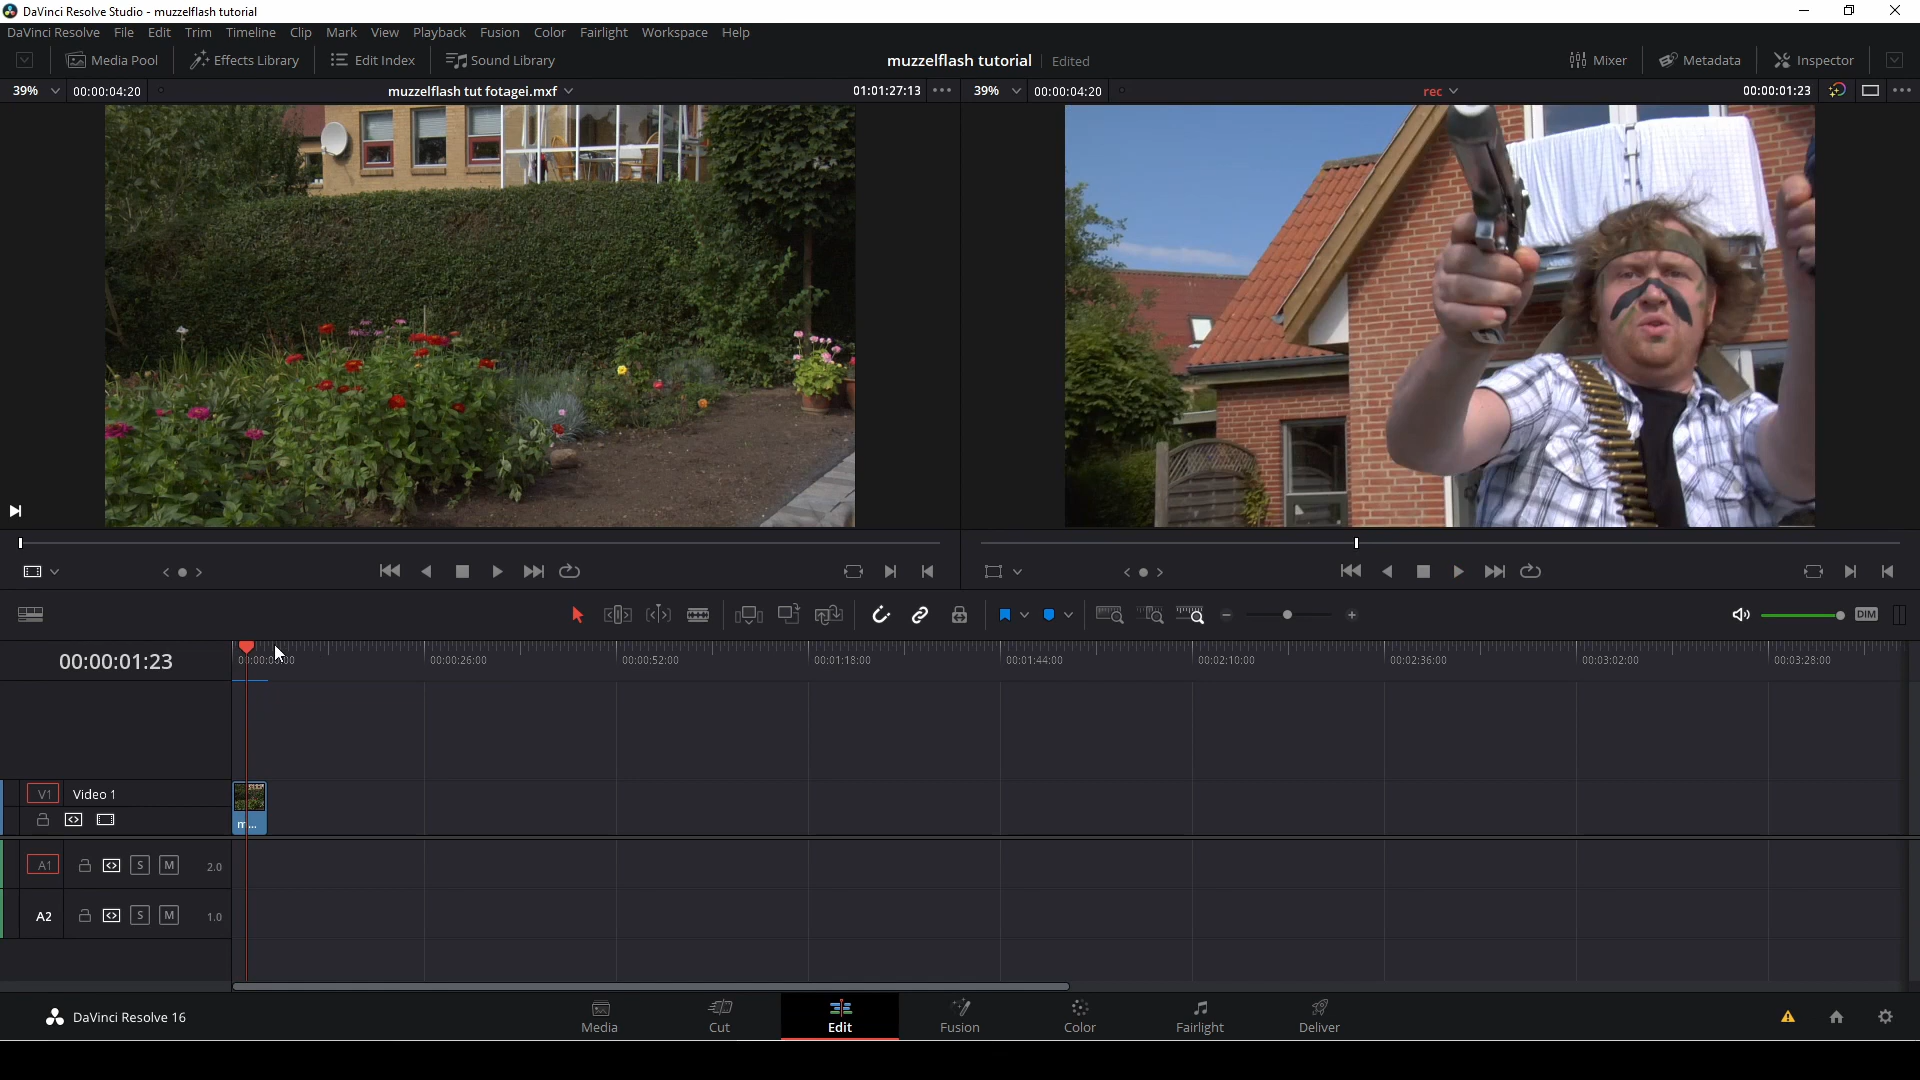 DaVinci Resolve Studio - muzzelflash tutorial
DaVinci Resolve File Edit Trim Timeline Clip Mark View Playback Fusion Color Fairlight Workspace Help
Media Pool Effects Library Edit Index Sound Library muzzelflash tutorial Edited Mixer Metadata Inspector
39% 00:00:04:20 muzzelflash tut fotagei.mxf 01:01:27:13 39% 00:00:04:20 rec 00:00:01:23
DIM
00:00:01:23
00:00:26:00 00:00:52:00 00:01:18:00 00:01:44:00 00:02:10:00 00:02:36:00 00:03:02:00 00:03:28:00
V1 Video 1
m...
A1 S M 2.0
A2 S M 1.0
DaVinci Resolve 16
Media Cut Edit Fusion Color Fairlight Deliver